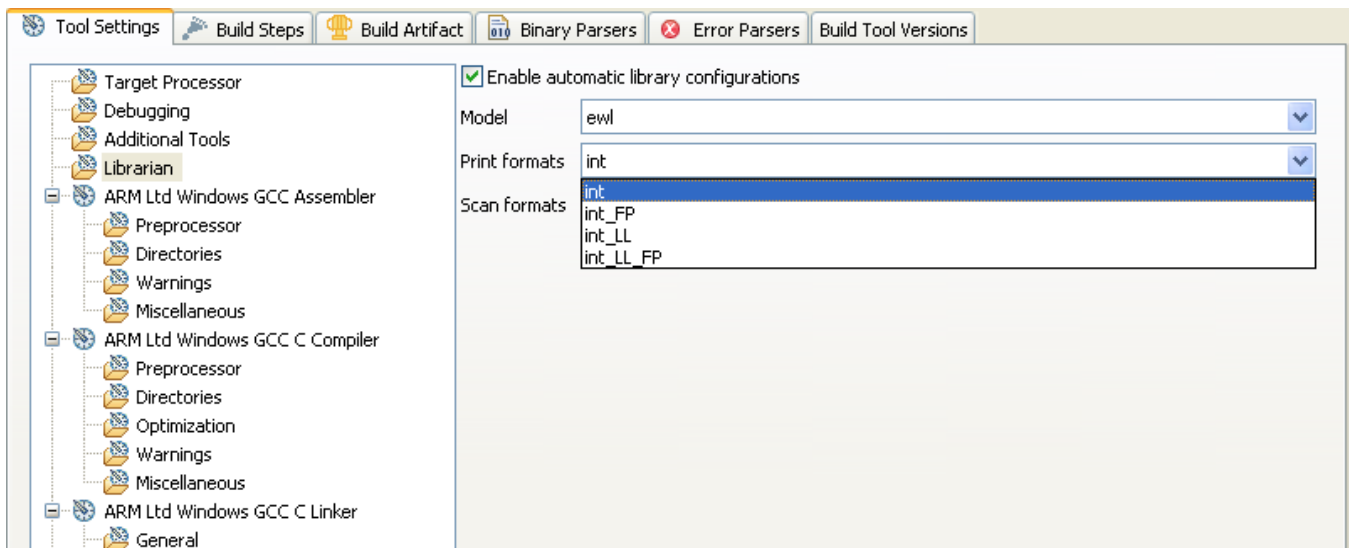 Tool Settings Build Steps Build Artifact Binary Parsers Error Parsers Build Tool Versions
Target Processor
Debugging
Additional Tools
Librarian
ARM Ltd Windows GCC Assembler
Preprocessor
Directories
Warnings
Miscellaneous
ARM Ltd Windows GCC C Compiler
Preprocessor
Directories
Optimization
Warnings
Miscellaneous
ARM Ltd Windows GCC C Linker
General
Enable automatic library configurations
Model ewl
Print formats int
int
int_FP
Scan formats
int_LL
int_LL_FP